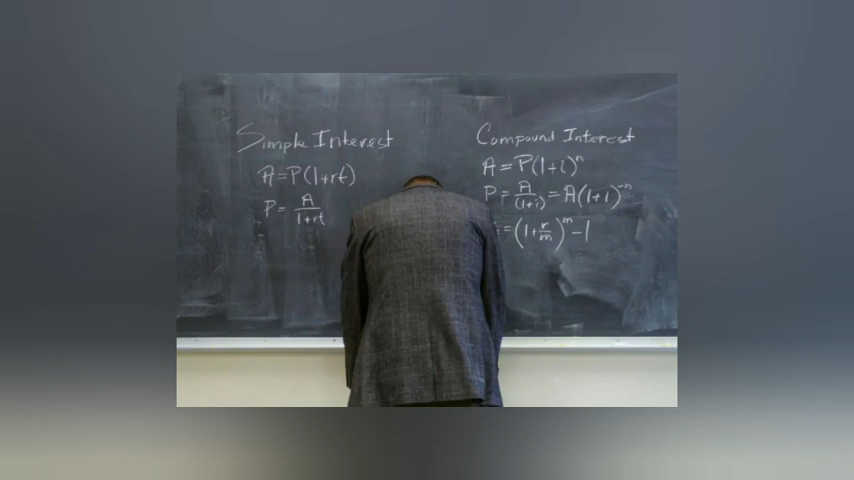 Simple Interest
A=P(1+rt)
P= A/1+rt
Compound Interest
A=P(1+i)ⁿ
P= A/(1+i) =A(1+i)⁻ⁿ
=(1+r/m)ᵐ-1